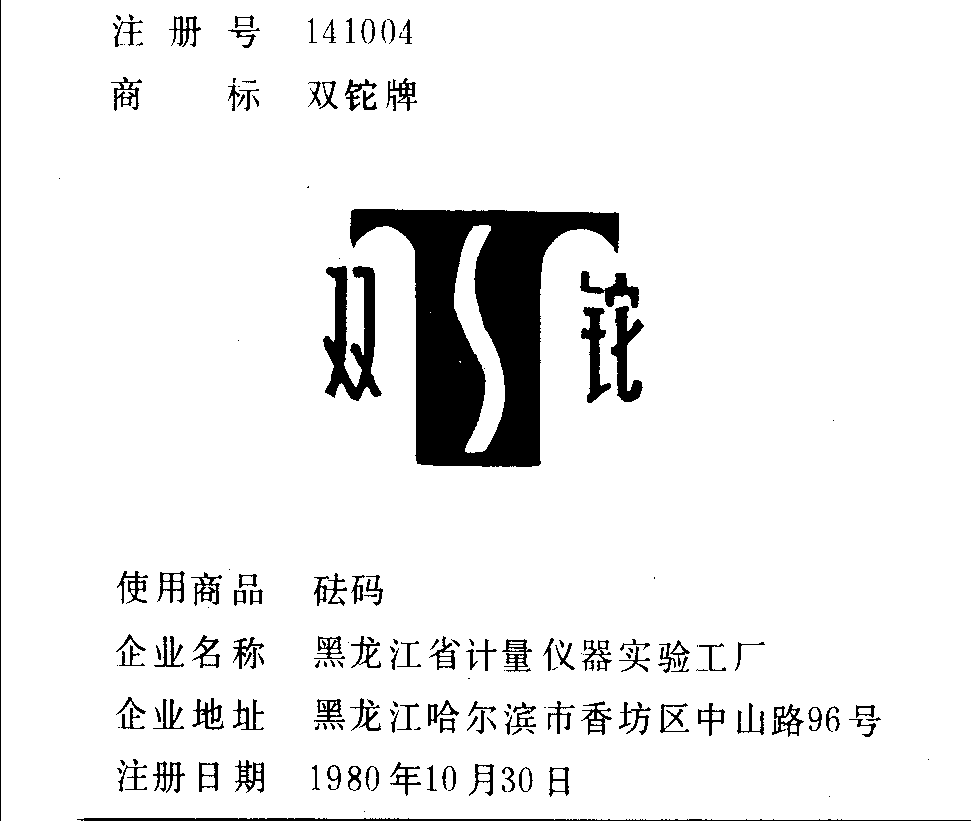 注册号 141004
商标 双铊牌
双 铊
使用商品 砝码
企业名称 黑龙江省计量仪器实验工厂
企业地址 黑龙江哈尔滨市香坊区中山路96号
注册日期 1980年10月30日